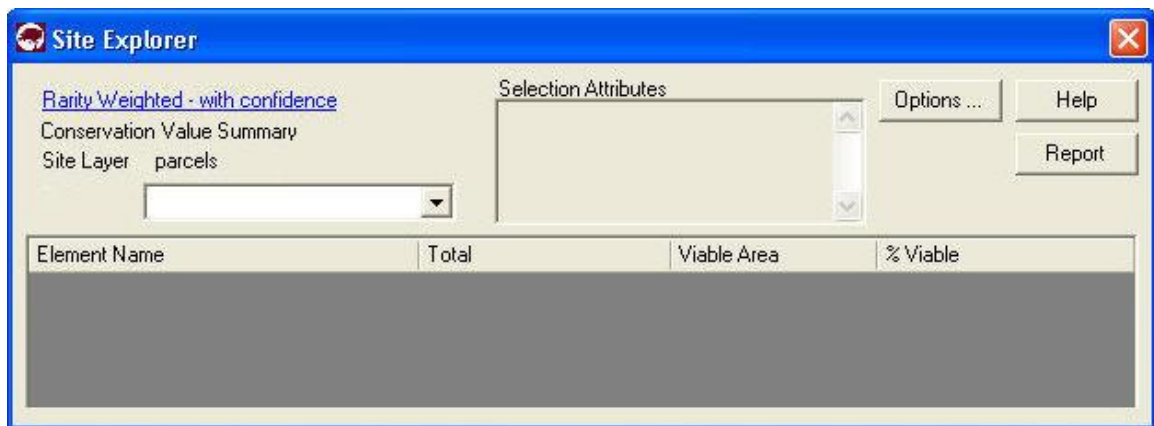 Site Explorer
Rarity Weighted - with confidence
Conservation Value Summary
Site Layer parcels
Selection Attributes
Options ...
Help
Report
Element Name Total Viable Area % Viable